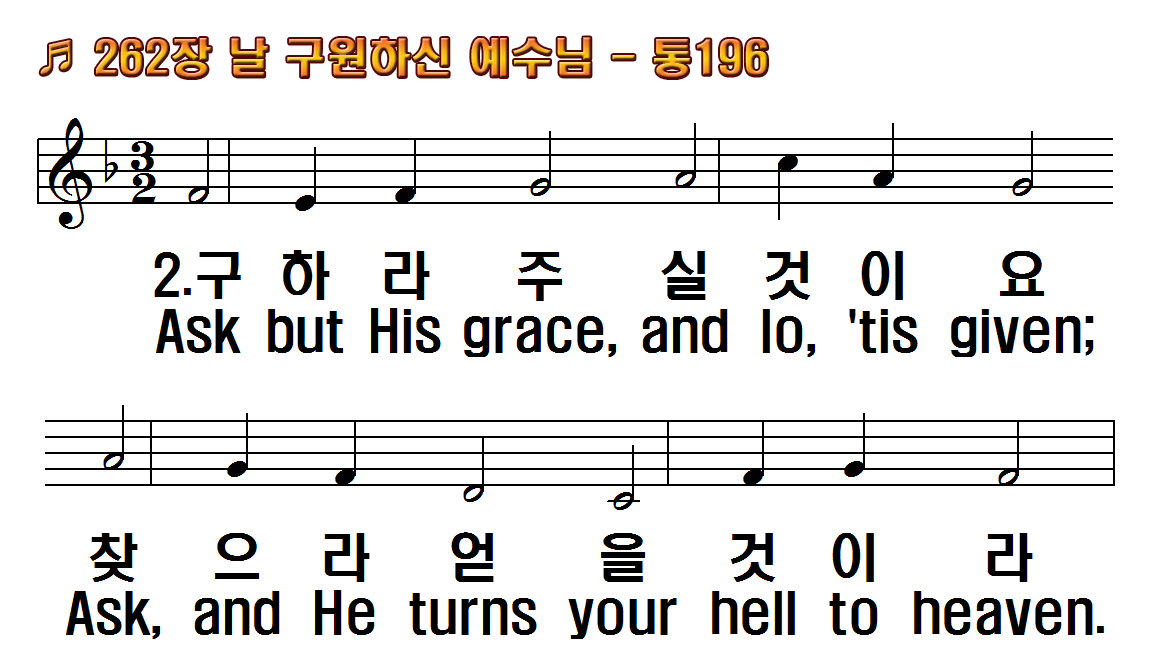 ♬ 262장 날 구원하신 예수님 - 통196
3
2
2.구 하 라 주 실 것 이 요
Ask but His grace, and lo, 'tis given;
찾 으 라 얻 을 것 이 라
Ask, and He turns your hell to heaven.